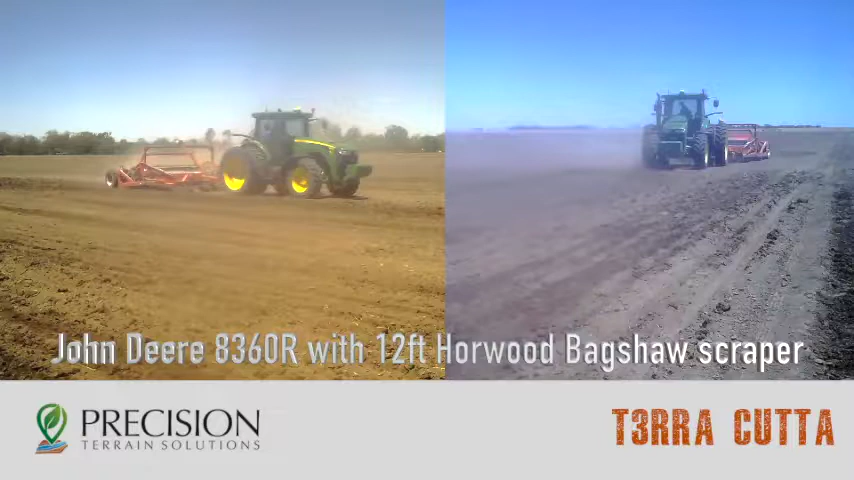 John Deere 8360R with 12ft Horwood Bagshaw scraper
PRECISION
TERRAIN SOLUTIONS
T3RRA CUTTA